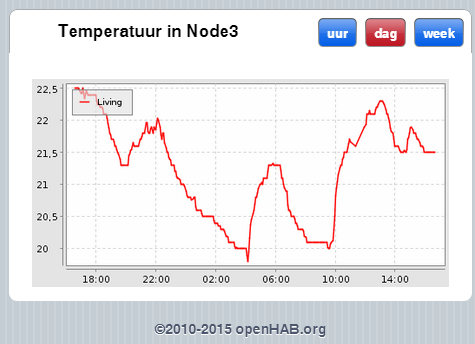 Temperatuur in Node3
uur
dag
week
22,5
Living
22
21,5
21
20,5
20
18:00 22:00 02:00 06:00 10:00 14:00
©2010-2015 openHAB.org